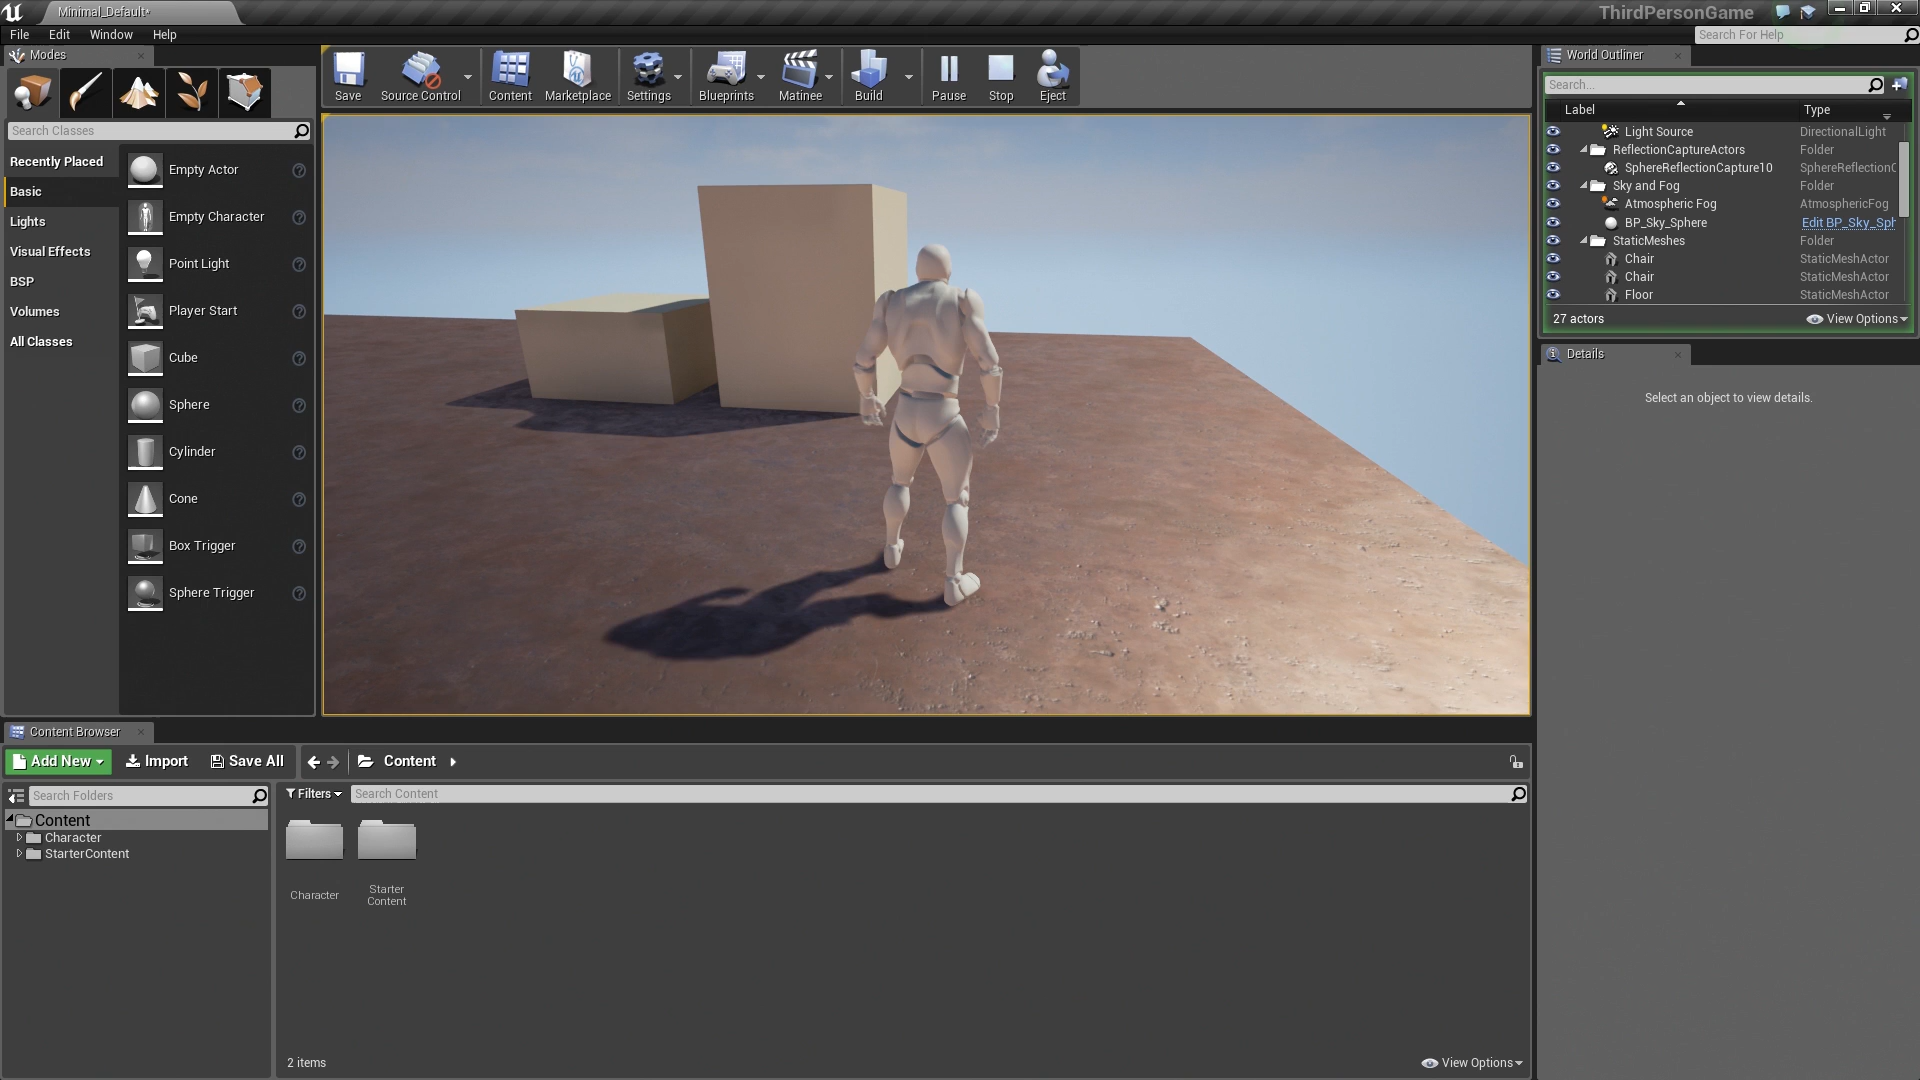 Minimal_Default*
ThirdPersonGame
File Edit Window Help
Search For Help
Modes
Save
Source Control
Content
Marketplace
Settings
Blueprints
Matinee
Build
Pause
Stop
Eject
World Outliner
Search...
Search Classes
Label Type
Recently Placed
Basic
Lights
Visual Effects
BSP
Volumes
All Classes
Empty Actor
Empty Character
Point Light
Player Start
Cube
Sphere
Cylinder
Cone
Box Trigger
Sphere Trigger
Light Source DirectionalLight
ReflectionCaptureActors Folder
SphereReflectionCapture10 SphereReflectionC
Sky and Fog Folder
Atmospheric Fog AtmosphericFog
BP_Sky_Sphere Edit BP_Sky_Sph
StaticMeshes Folder
Chair StaticMeshActor
Chair StaticMeshActor
Floor StaticMeshActor
27 actors View Options
Details
Select an object to view details.
Content Browser
Add New Import Save All Content
Search Folders
Filters Search Content
Content
Character
StarterContent
Character
Starter
Content
2 items View Options